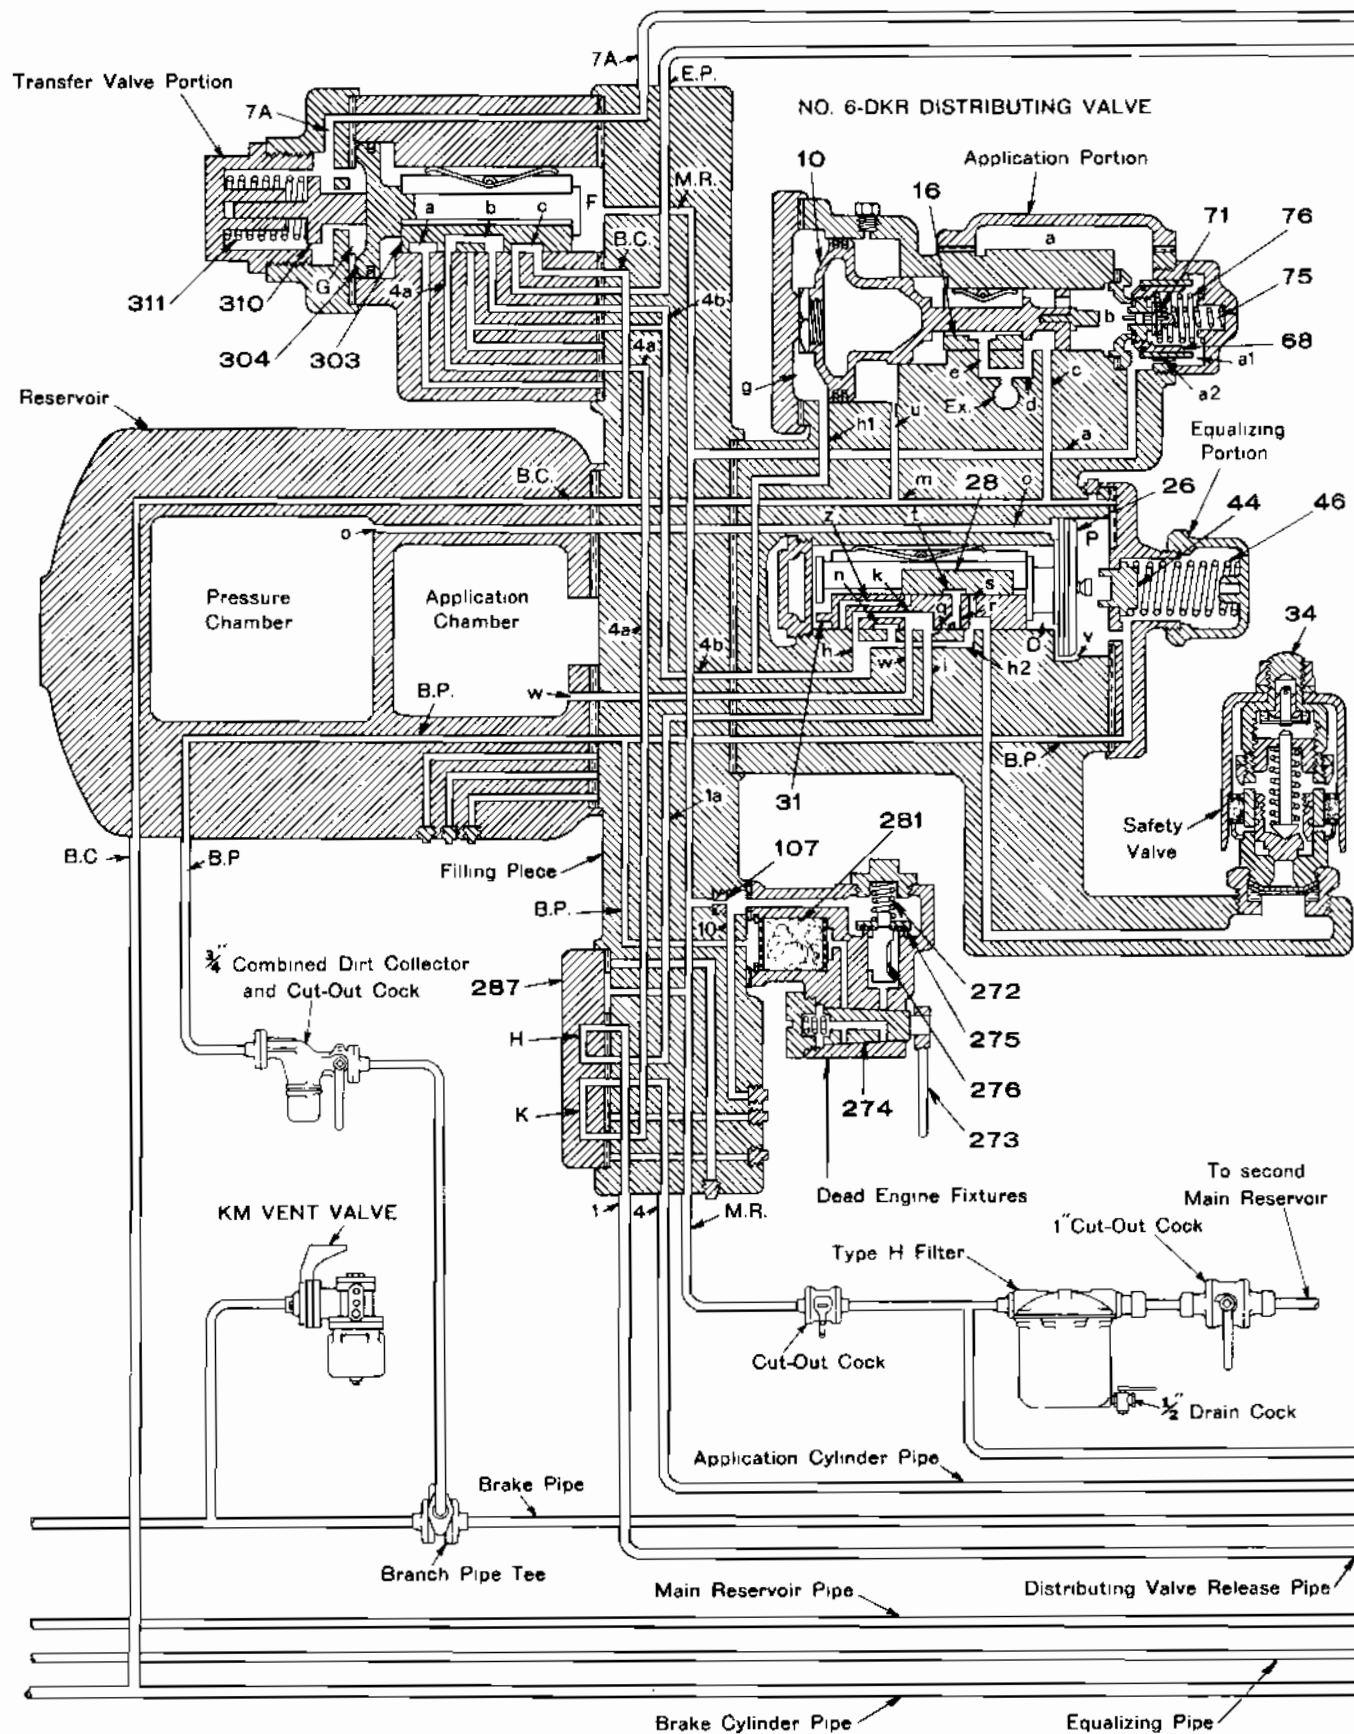 7A
E.P.
Transfer Valve Portion
7A
NO. 6-DKR DISTRIBUTING VALVE
10
Application Portion
16
71
76
75
M.R.
F
a
b
c
B.C.
a
b
311
310
G
a
4a
4b
304
303
4a
68
a1
a2
e
c
d
Ex.
g
u
h1
a
Reservoir
Equalizing
Portion
B.C.
m
28
o
26
44
46
o
z
t
P
n
k
s
q
r
Pressure
Chamber
Application
Chamber
4a
4b
h
w
i
h2
O
v
34
w
B.P.
B.P.
31
1a
281
Safety
Valve
B.C
B.P
Filling Piece
107
B.P.
10
3/4" Combined Dirt Collector
and Cut-Out Cock
287
272
275
H
276
274
K
273
To second
Main Reservoir
Dead Engine Fixtures
1
4
M.R.
KM VENT VALVE
1" Cut-Out Cock
Type H Filter
Cut-Out Cock
1/2" Drain Cock
Application Cylinder Pipe
Brake Pipe
Branch Pipe Tee
Main Reservoir Pipe
Distributing Valve Release Pipe
Brake Cylinder Pipe
Equalizing Pipe